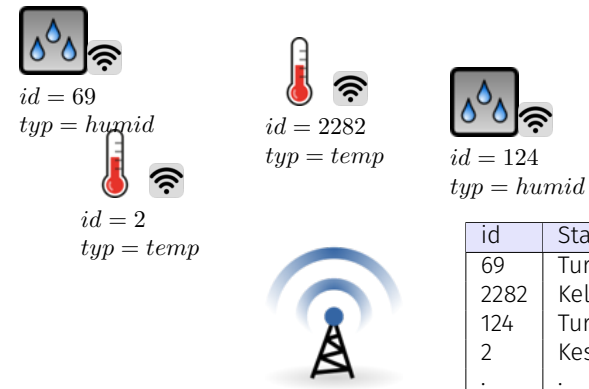 id = 69
typ = humid
id = 2282
typ = temp
id = 124
typ = humid
id = 2
typ = temp
id
69
2282
124
2
.
.